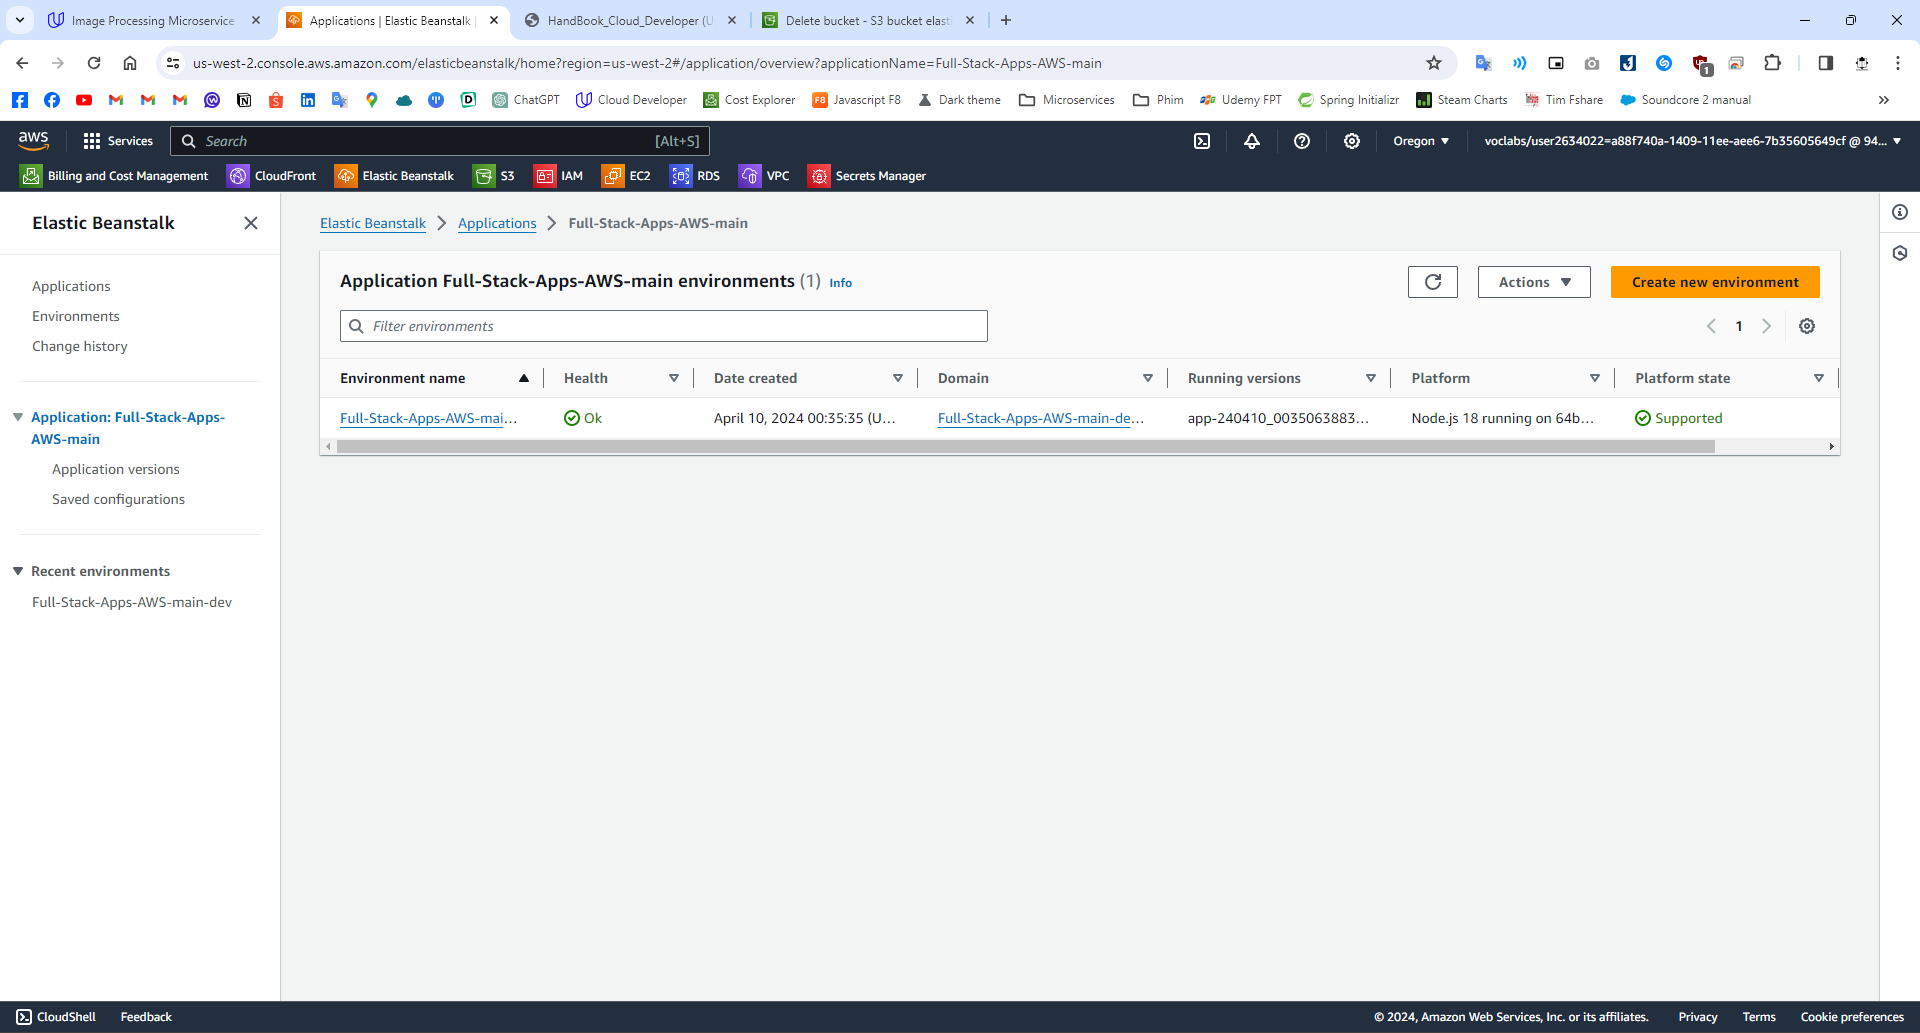 Image Processing Microservice
Applications | Elastic Beanstalk |
HandBook_Cloud_Developer (U
Delete bucket - S3 bucket elast
us-west-2.console.aws.amazon.com/elasticbeanstalk/home?region=us-west-2#/application/overview?applicationName=Full-Stack-Apps-AWS-main
1
ChatGPT
Cloud Developer
Cost Explorer
F8 Javascript F8
Dark theme
Microservices
Phim
Udemy FPT
Spring Initializr
Steam Charts
Tim Fshare
Soundcore 2 manual
aws
Services
Search
[Alt+S]
Oregon
voclabs/user2634022=a88f740a-1409-11ee-aee6-7b35605649cf @ 94...
Billing and Cost Management
CloudFront
Elastic Beanstalk
S3
IAM
EC2
RDS
VPC
Secrets Manager
Elastic Beanstalk
Applications
Environments
Change history
Application: Full-Stack-Apps-
AWS-main
Application versions
Saved configurations
Recent environments
Full-Stack-Apps-AWS-main-dev
Elastic Beanstalk
Applications
Full-Stack-Apps-AWS-main
Application Full-Stack-Apps-AWS-main environments (1) Info
Actions
Create new environment
Filter environments
1
Environment name
Health
Date created
Domain
Running versions
Platform
Platform state
Full-Stack-Apps-AWS-mai...
Ok
April 10, 2024 00:35:35 (U...
Full-Stack-Apps-AWS-main-de...
app-240410_0035063883...
Node.js 18 running on 64b...
Supported
CloudShell
Feedback
© 2024, Amazon Web Services, Inc. or its affiliates.
Privacy
Terms
Cookie preferences